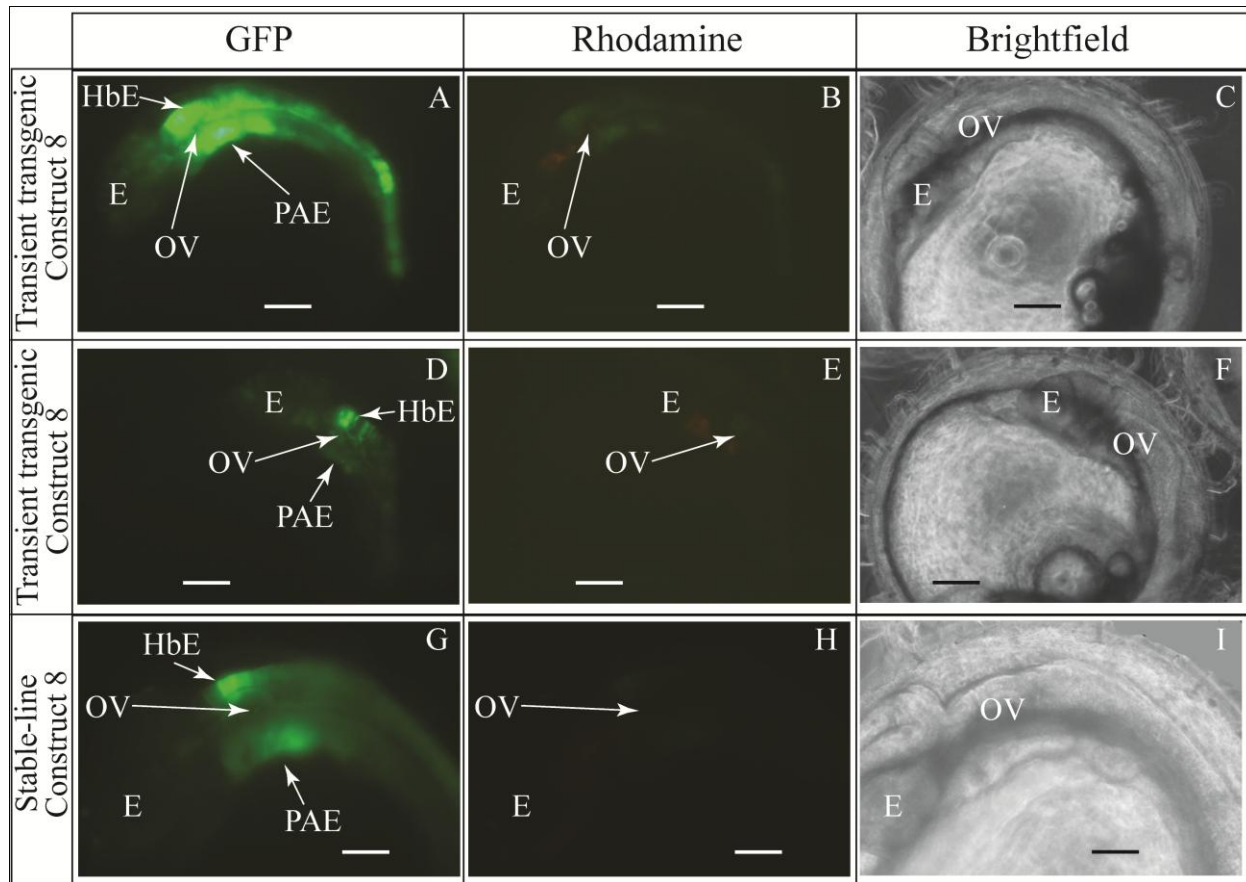 GFP Rhodamine Brightfield
Transient transgenic
Construct 8
HbE
A
E
OV
PAE
B
E
OV
C
OV
E
Transient transgenic
Construct 8
D
E
HbE
OV
PAE
E
E
OV
F
E
OV
Stable-line
Construct 8
G
HbE
OV
E
PAE
H
OV
E
I
OV
E